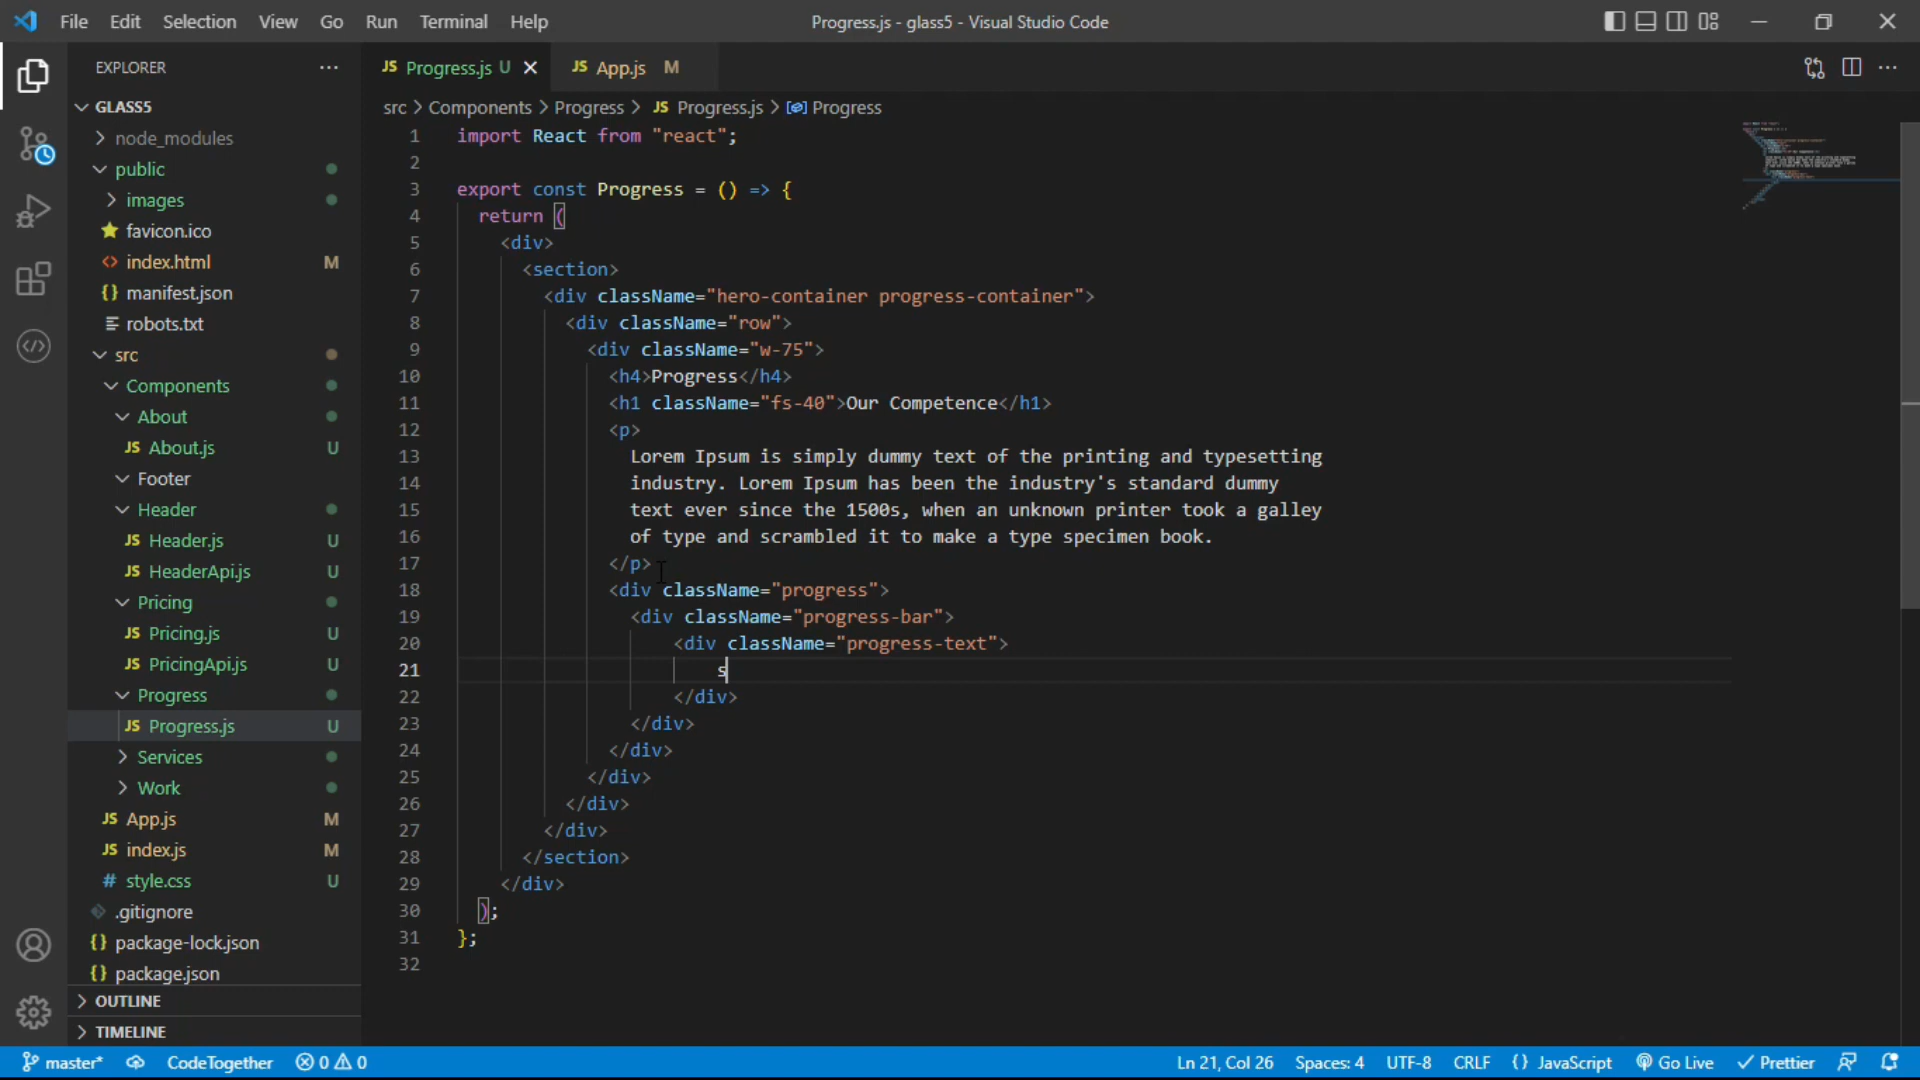 File Edit Selection View Go Run Terminal Help Progress.js - glass5 - Visual Studio Code
EXPLORER
GLASS5
node_modules
public
images
favicon.ico
index.html M
manifest.json
robots.txt
src
Components
About
JS About.js U
Footer
Header
JS Header.js U
JS HeaderApi.js U
Pricing
JS Pricing.js U
JS PricingApi.js U
Progress
JS Progress.js U
Services
Work
JS App.js M
JS index.js M
# style.css U
.gitignore
{} package-lock.json
{} package.json
OUTLINE
TIMELINE
JS Progress.js U JS App.js M
src > Components > Progress > JS Progress.js > Progress
1 import React from "react";
2
3 export const Progress = () => {
4 return (
5 <div>
6 <section>
7 <div className="hero-container progress-container">
8 <div className="row">
9 <div className="w-75">
10 <h4>Progress</h4>
11 <h1 className="fs-40">Our Competence</h1>
12 <p>
13 Lorem Ipsum is simply dummy text of the printing and typesetting
14 industry. Lorem Ipsum has been the industry's standard dummy
15 text ever since the 1500s, when an unknown printer took a galley
16 of type and scrambled it to make a type specimen book.
17 </p>
18 <div className="progress">
19 <div className="progress-bar">
20 <div className="progress-text">
21 s
22 </div>
23 </div>
24 </div>
25 </div>
26 </div>
27 </div>
28 </section>
29 </div>
30 );
31 };
32
master* CodeTogether 0 0 Ln 21, Col 26 Spaces: 4 UTF-8 CRLF {} JavaScript Go Live Prettier